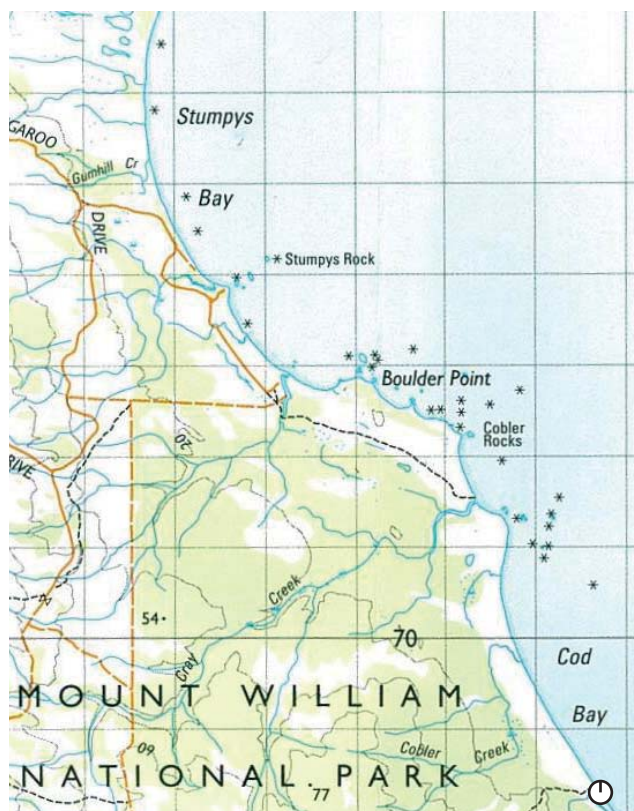 Stumpys
GAROO
Gumhill Cr
Bay
DRIVE
Stumpys Rock
Boulder Point
Cobler
Rocks
20
RIVE
Creek
54
70
Cray
Cod
MOUNT WILLIAM
Bay
60
Cobler Creek
NATIONAL PARK
77